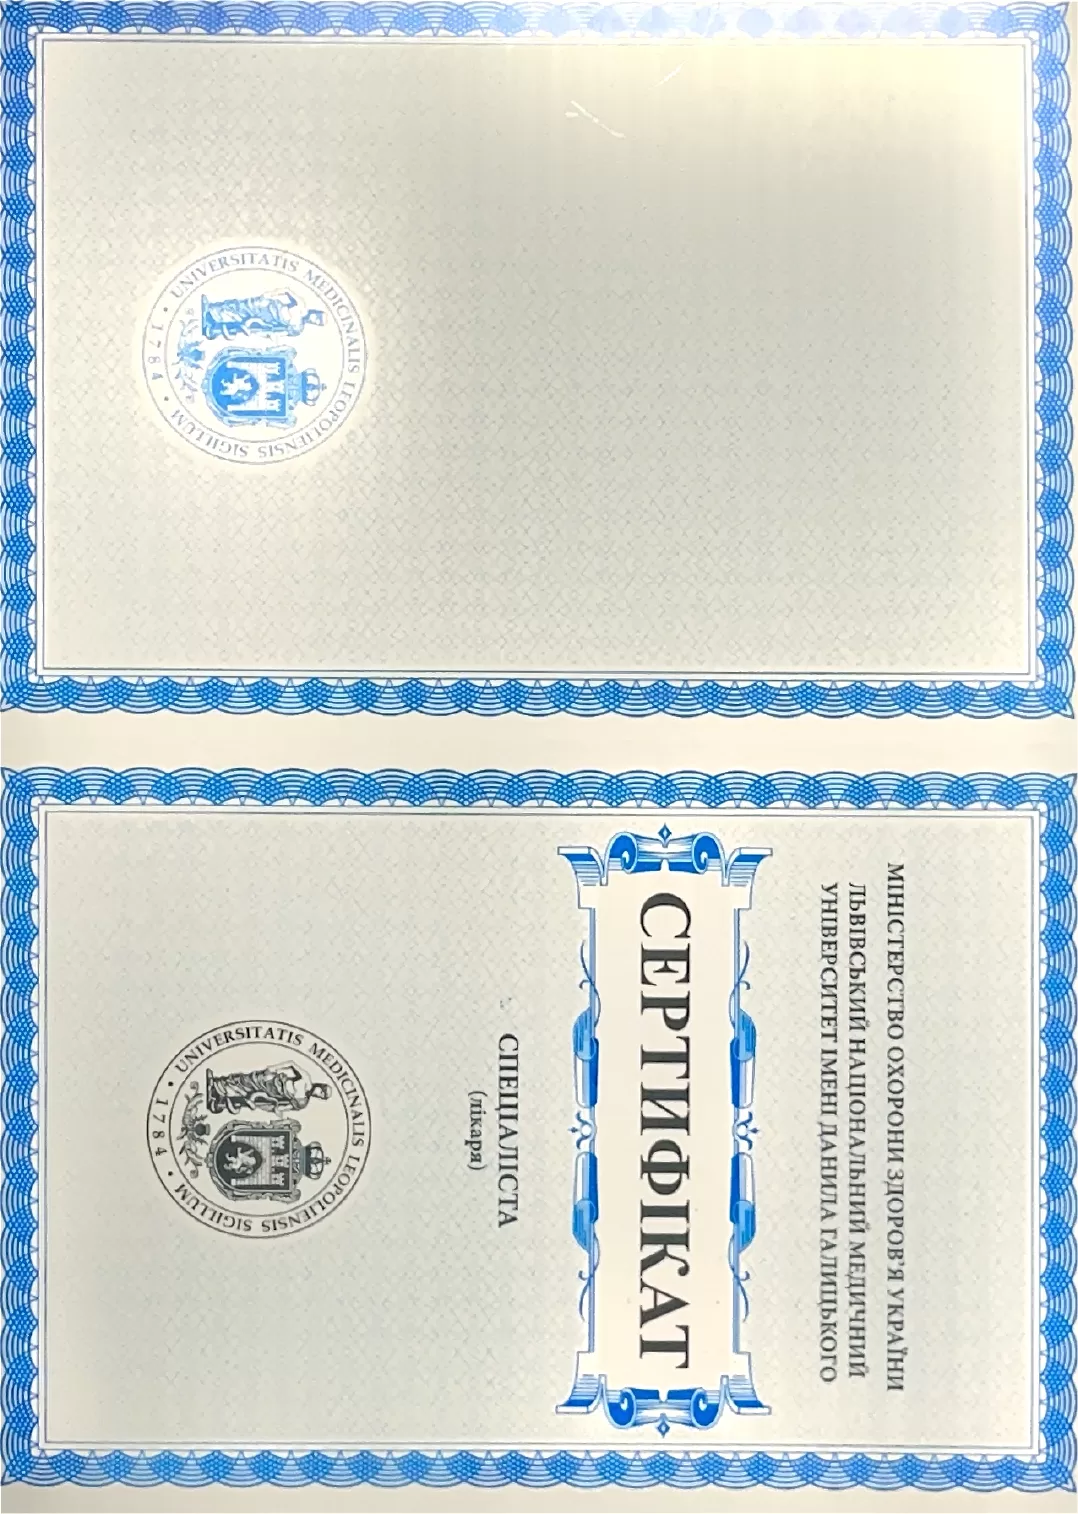 UNIVERSITATIS MEDICINALIS LEOPOLIENSIS SIGILLUM • 1784 •
МІНІСТЕРСТВО ОХОРОНИ ЗДОРОВ'Я УКРАЇНИ
ЛЬВІВСЬКИЙ НАЦІОНАЛЬНИЙ МЕДИЧНИЙ
УНІВЕРСИТЕТ ІМЕНІ ДАНИЛА ГАЛИЦЬКОГО
СЕРТИФІКАТ
СПЕЦІАЛІСТА
(лікаря)
UNIVERSITATIS MEDICINALIS LEOPOLIENSIS SIGILLUM • 1784 •